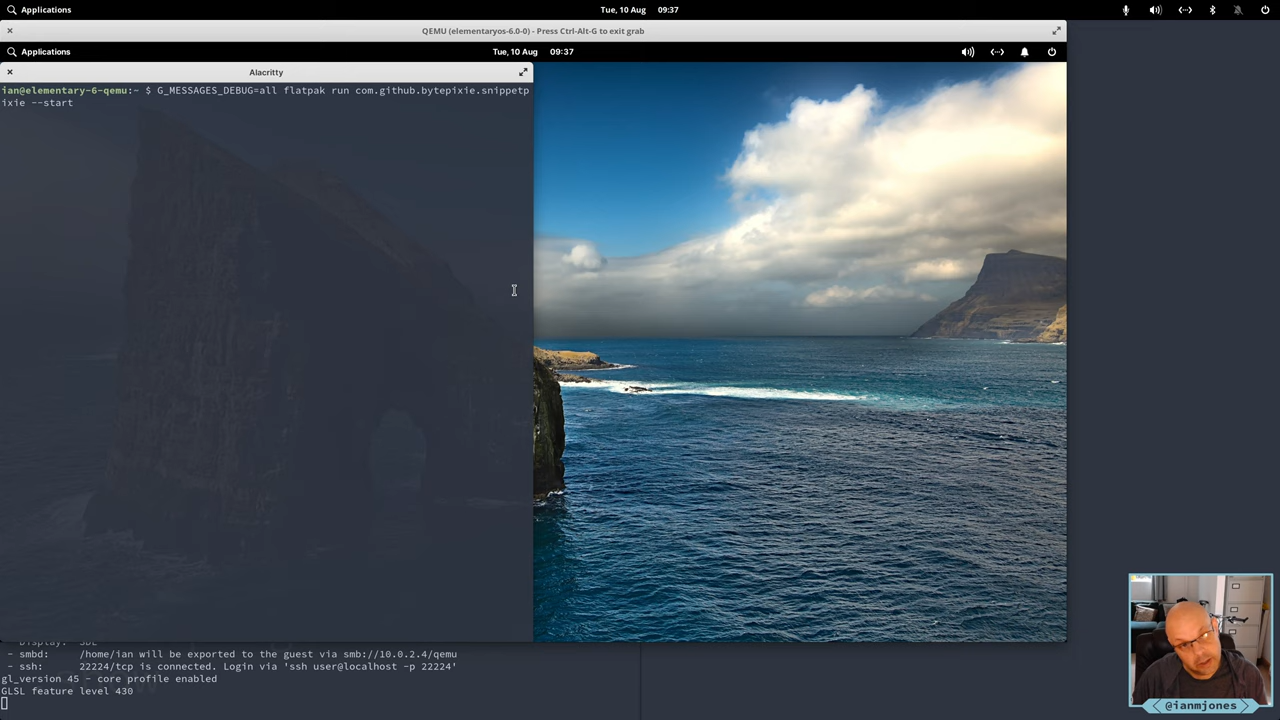 Applications
Tue, 10 Aug 09:37
QEMU (elementaryos-6.0-0) - Press Ctrl-Alt-G to exit grab
Applications
Tue, 10 Aug 09:37
Alacritty
ian@elementary-6-qemu:~ $ G_MESSAGES_DEBUG=all flatpak run com.github.bytepixie.snippetp
ixie --start
- smbd: /home/ian will be exported to the guest via smb://10.0.2.4/qemu
- ssh: 22224/tcp is connected. Login via 'ssh user@localhost -p 22224'
gl_version 45 - core profile enabled
GLSL feature level 430
@ianmjones